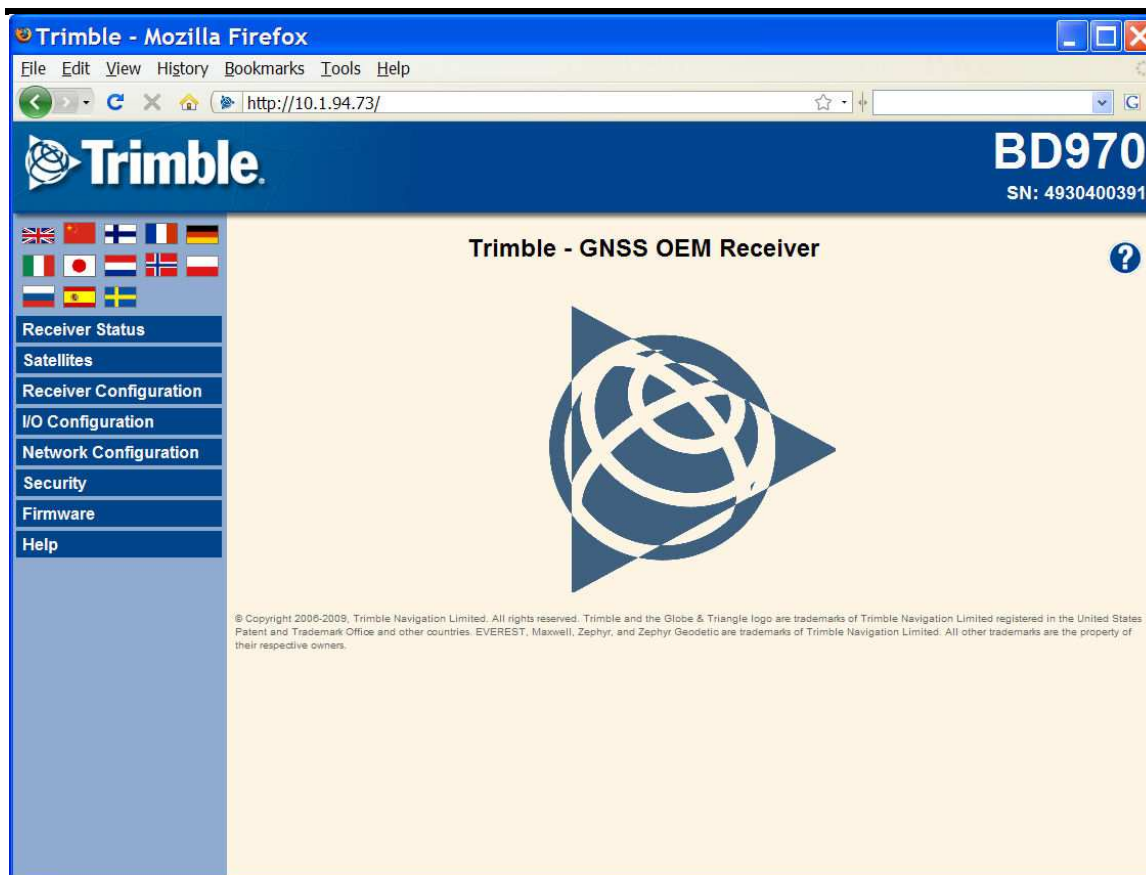 Trimble - Mozilla Firefox
File Edit View History Bookmarks Tools Help
http://10.1.94.73/
G
Trimble.
BD970
SN: 4930400391
Trimble - GNSS OEM Receiver
?
Receiver Status
Satellites
Receiver Configuration
I/O Configuration
Network Configuration
Security
Firmware
Help
© Copyright 2006-2009, Trimble Navigation Limited. All rights reserved. Trimble and the Globe & Triangle logo are trademarks of Trimble Navigation Limited registered in the United States
Patent and Trademark Office and other countries. EVEREST, Maxwell, Zephyr, and Zephyr Geodetic are trademarks of Trimble Navigation Limited. All other trademarks are the property of
their respective owners.